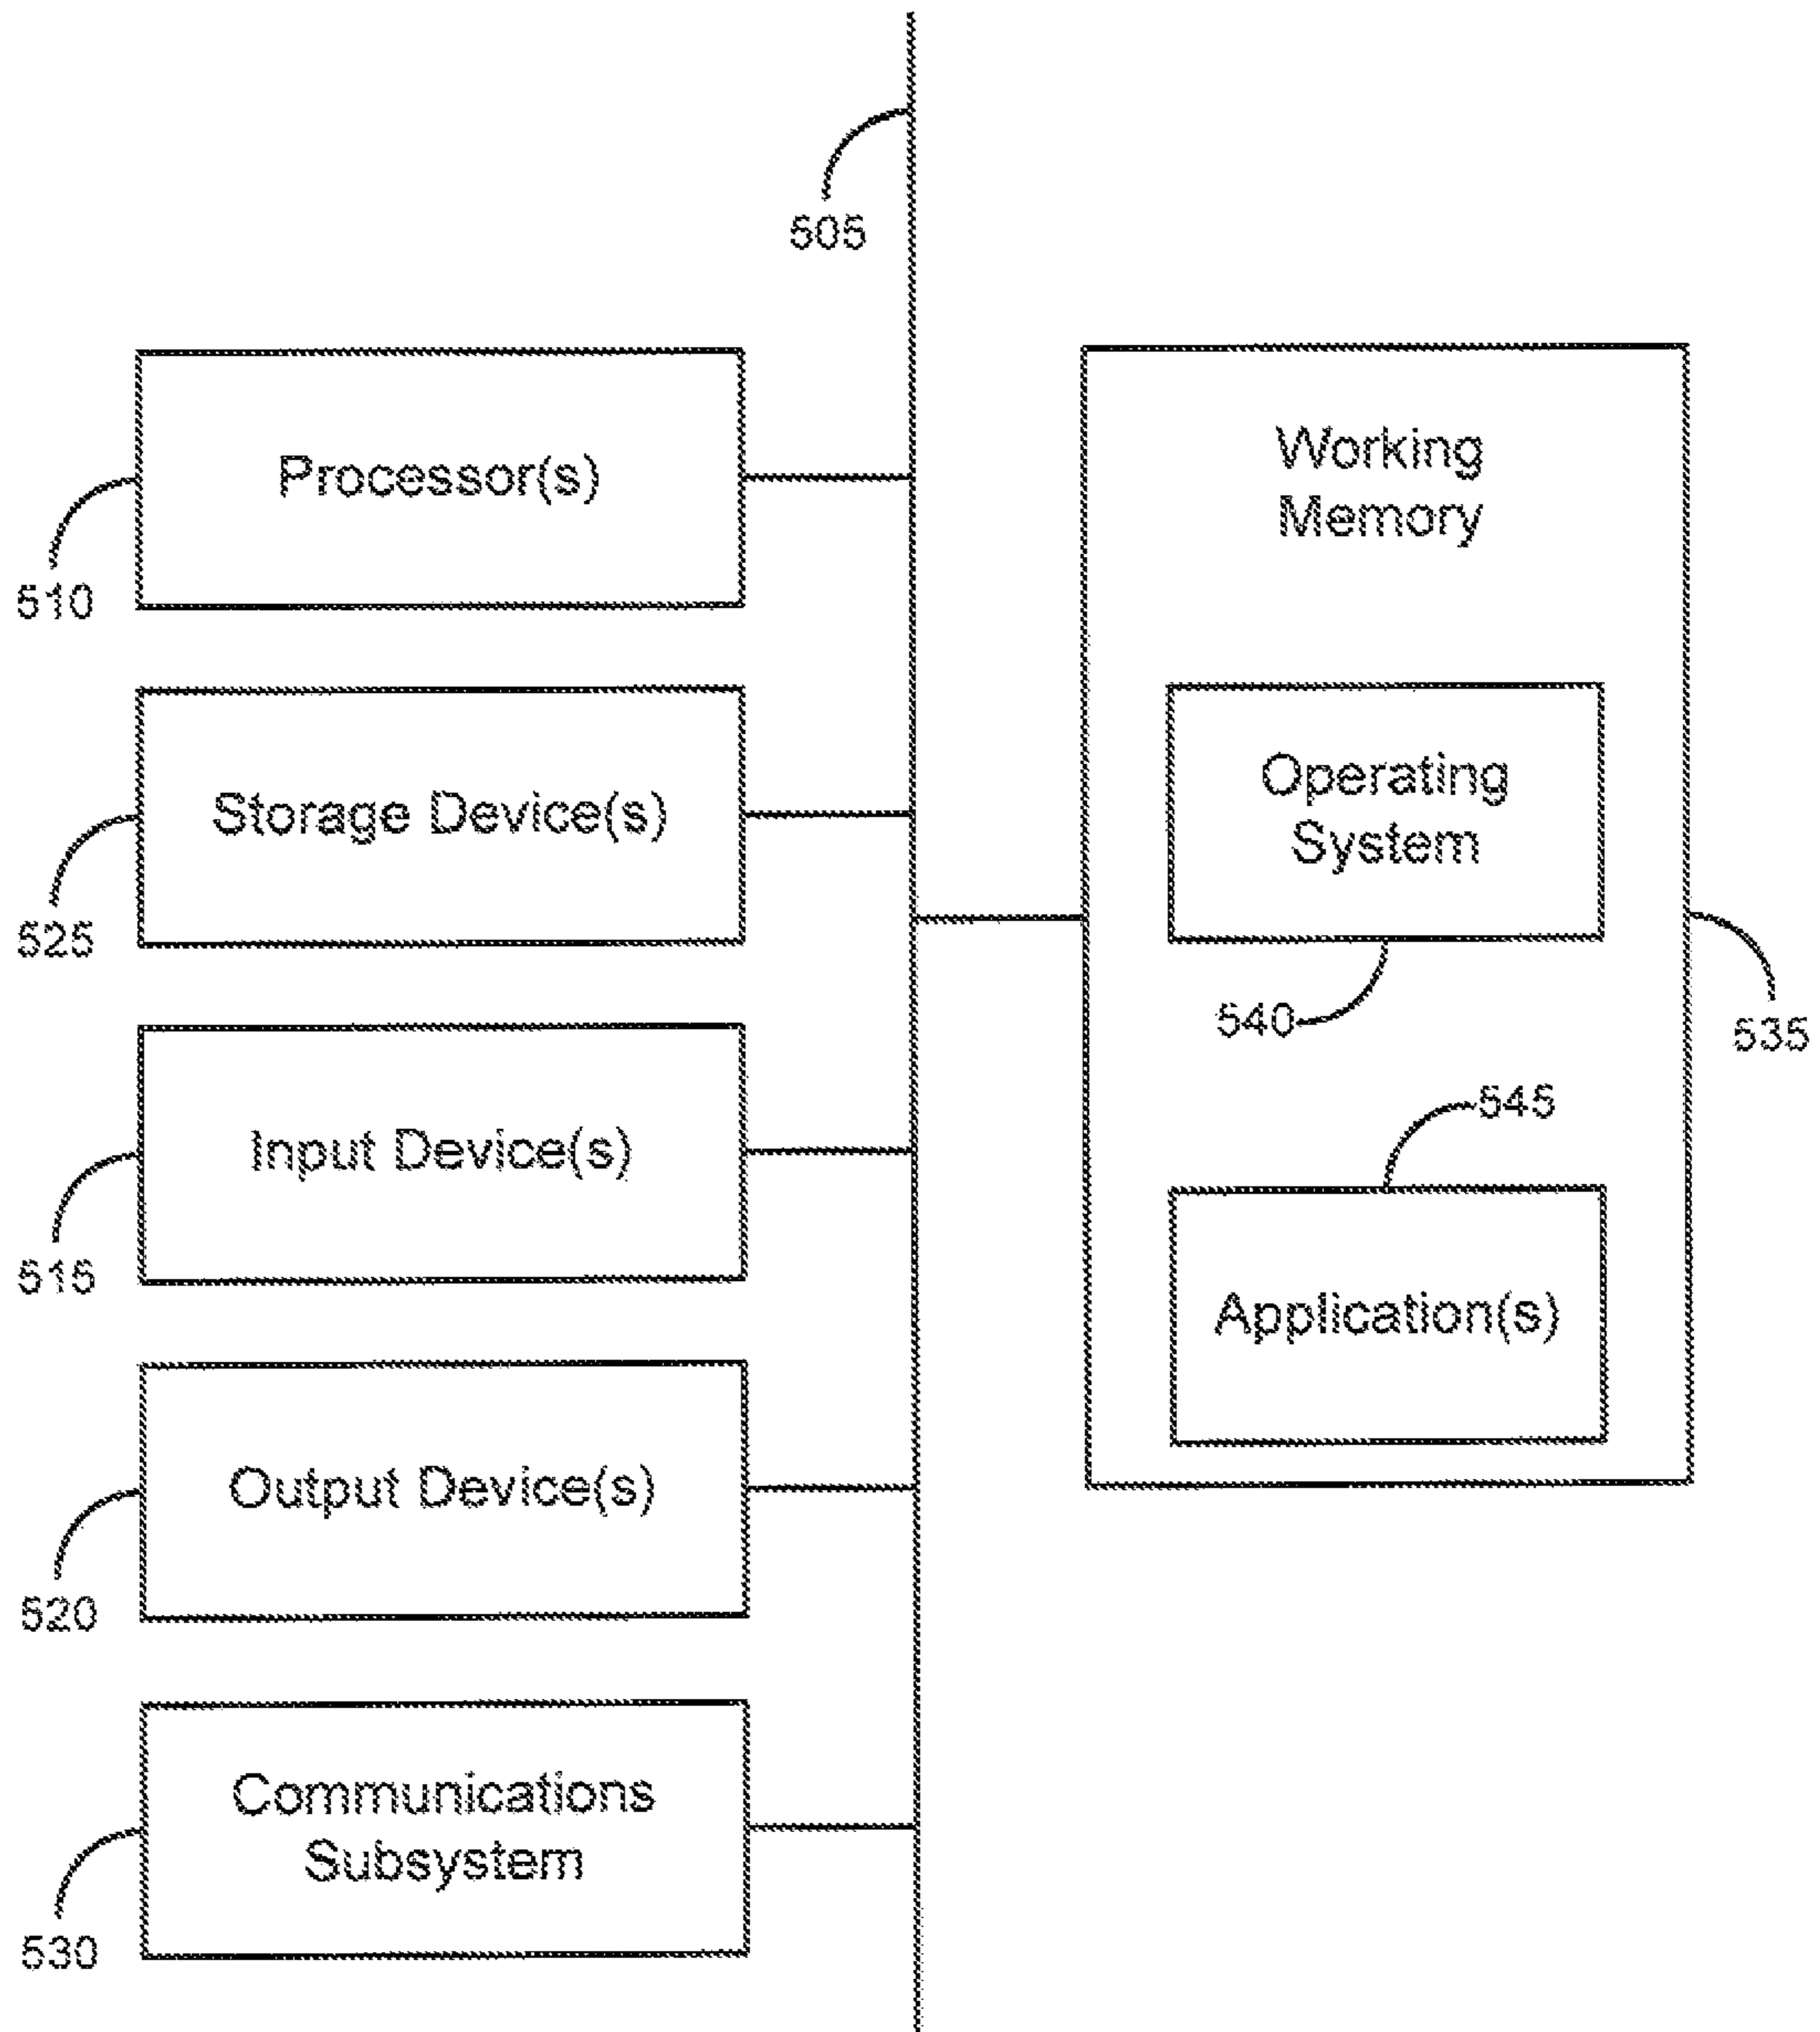 505
Processor(s)
510
Storage Device(s)
525
Input Device(s)
515
Output Device(s)
520
Communications
Subsystem
530
Working
Memory
Operating
System
540
535
545
Application(s)